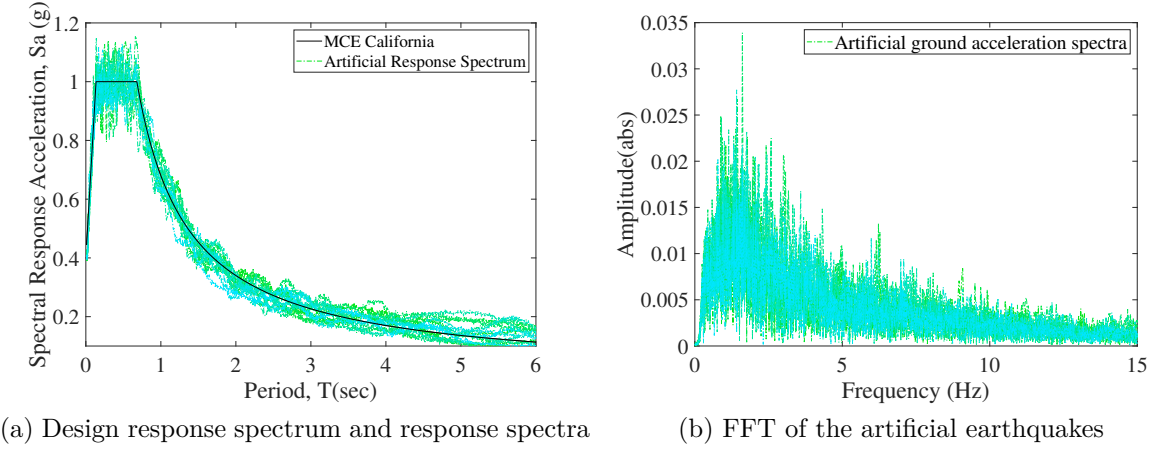 Spectral Response Acceleration, Sa (g)
1.2
1
0.8
0.6
0.4
0.2
0
1
2
3
4
5
6
Period, T(sec)
MCE California
Artificial Response Spectrum
(a) Design response spectrum and response spectra
Amplitude(abs)
0.035
0.03
0.025
0.02
0.015
0.01
0.005
0
0
5
10
15
Frequency (Hz)
Artificial ground acceleration spectra
(b) FFT of the artificial earthquakes